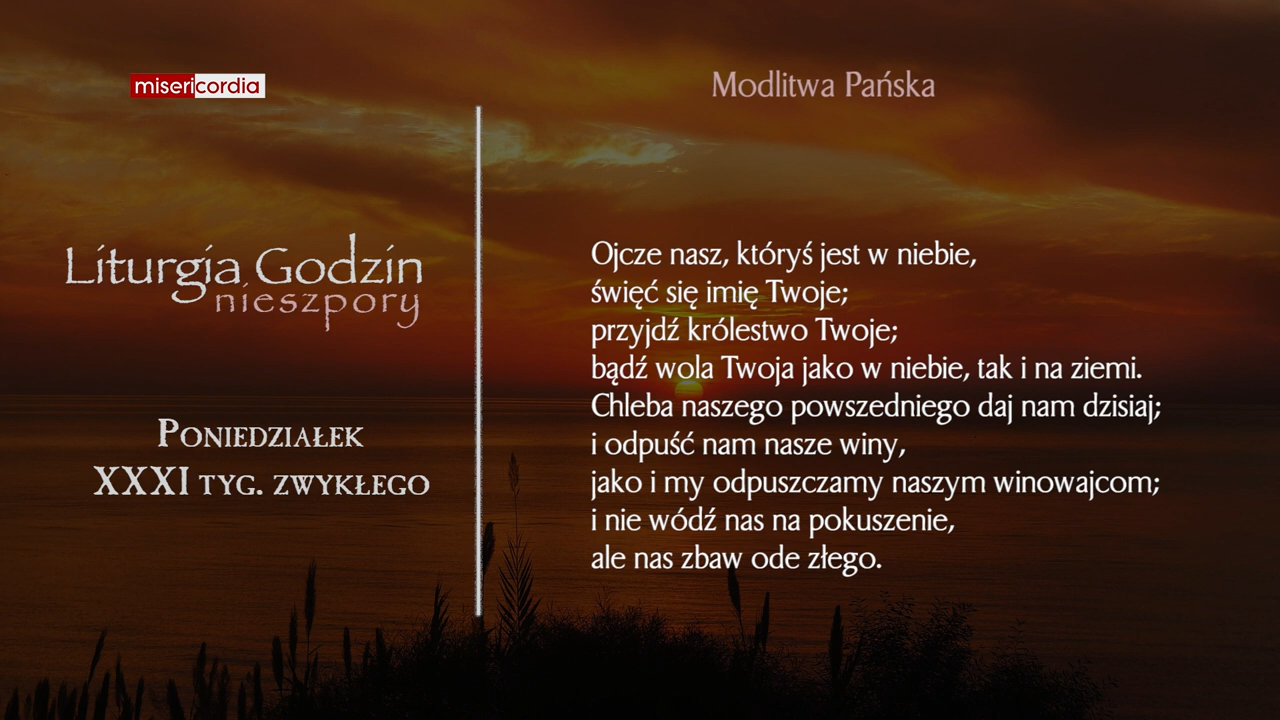 misericordia
Liturgia Godzin
nieszpory
Poniedziałek
XXXI tyg. zwykłego
Modlitwa Pańska
Ojcze nasz, któryś jest w niebie,
święć się imię Twoje;
przyjdź królestwo Twoje;
bądź wola Twoja jako w niebie, tak i na ziemi.
Chleba naszego powszedniego daj nam dzisiaj;
i odpuść nam nasze winy,
jako i my odpuszczamy naszym winowajcom;
i nie wódź nas na pokuszenie,
ale nas zbaw ode złego.